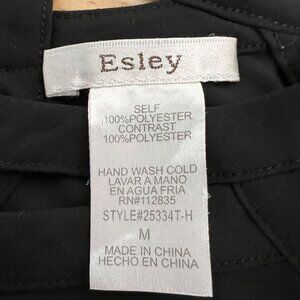 Esley
SELF
100%POLYESTER
CONTRAST
100%POLYESTER
HAND WASH COLD
LAVAR A MANO
EN AGUA FRIA
RN#112835
STYLE#25334T-H
M
MADE IN CHINA
HECHO EN CHINA